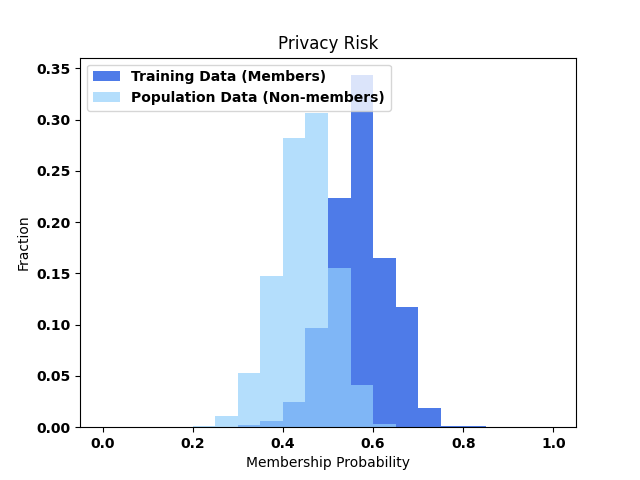 Privacy Risk
Training Data (Members)
Population Data (Non-members)
0.35
0.30
0.25
0.20
0.15
0.10
0.05
0.00
Fraction
0.0 0.2 0.4 0.6 0.8 1.0
Membership Probability